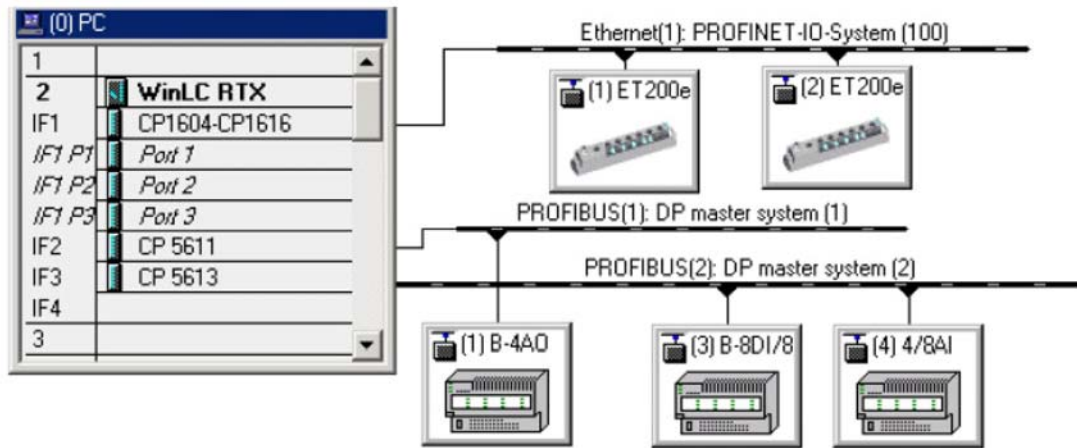 (0) PC
1
2 WinLC RTX
IF1 CP1604-CP1616
IF1 P1 Port 1
IF1 P2 Port 2
IF1 P3 Port 3
IF2 CP 5611
IF3 CP 5613
IF4
3
Ethernet(1): PROFINET-IO-System (100)
(1) ET200e
(2) ET200e
PROFIBUS(1): DP master system (1)
PROFIBUS(2): DP master system (2)
(1) B-4AO
(3) B-8DI/8
(4) 4/8AI